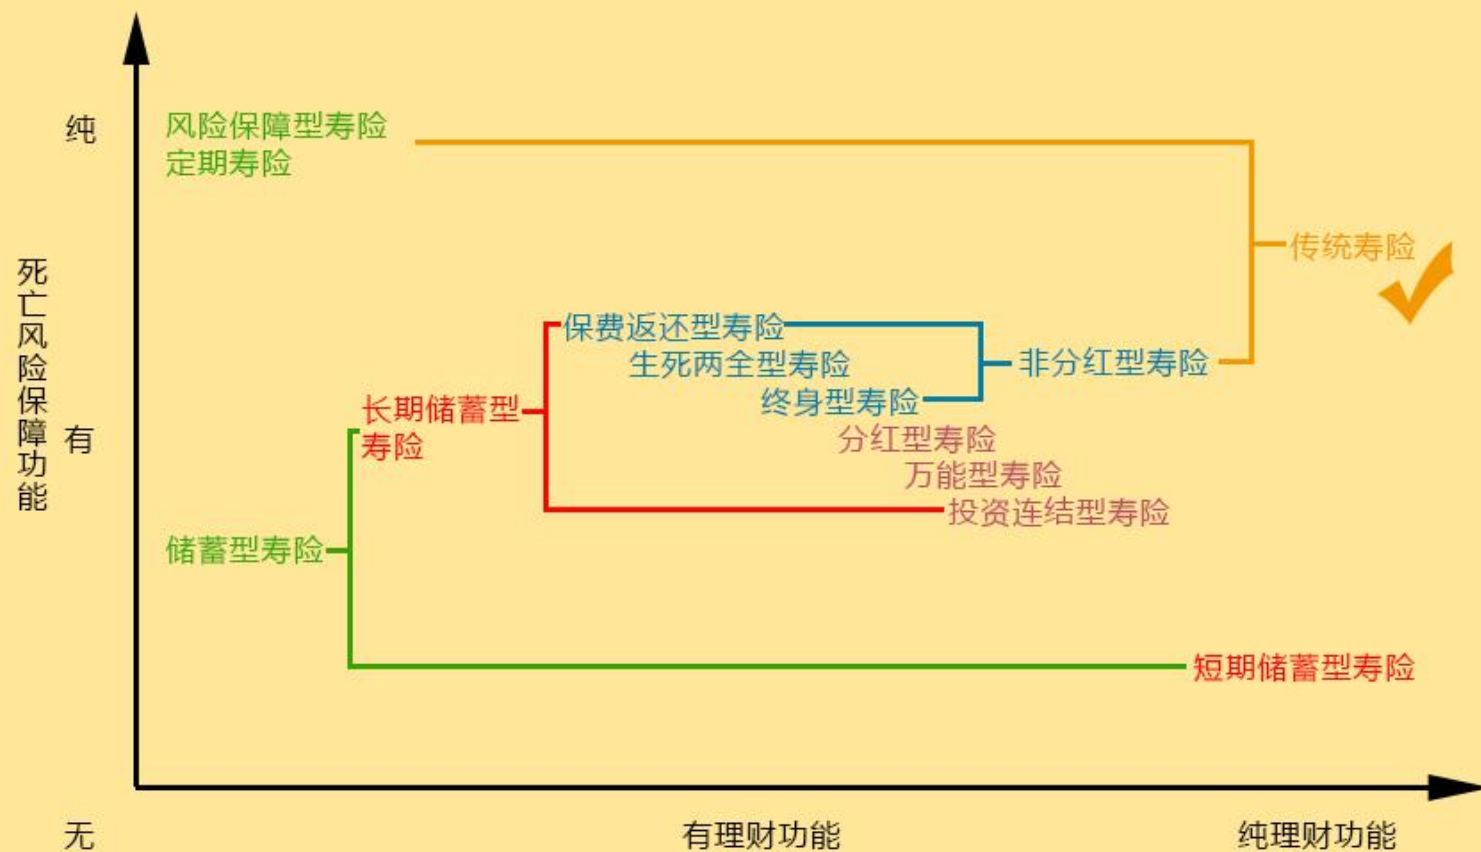 纯
风险保障型寿险
定期寿险
传统寿险
死亡风险保障功能
保费返还型寿险
生死两全型寿险
非分红型寿险
终身型寿险
长期储蓄型
寿险
有
分红型寿险
万能型寿险
投资连结型寿险
储蓄型寿险
短期储蓄型寿险
无
有理财功能
纯理财功能